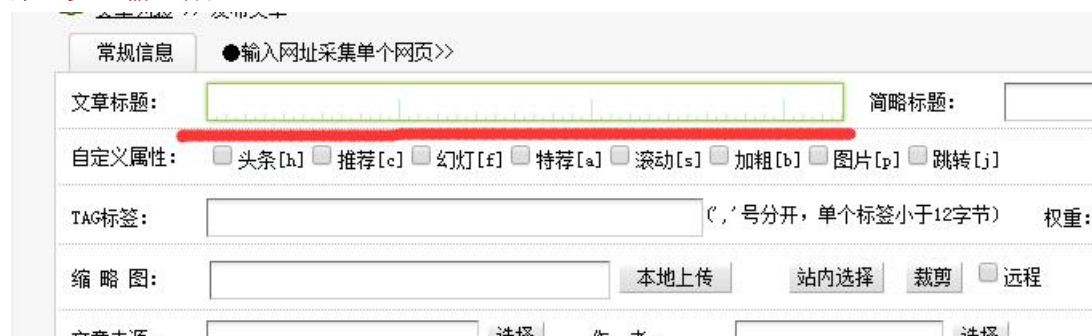 常规信息 ●输入网址采集单个网页>>
文章标题: 简略标题:
自定义属性: 头条[h] 推荐[c] 幻灯[f] 特荐[a] 滚动[s] 加粗[b] 图片[p] 跳转[j]
TAG标签: (','号分开，单个标签小于12字节) 权重:
缩 略 图: 本地上传 站内选择 裁剪 远程
选择 选择